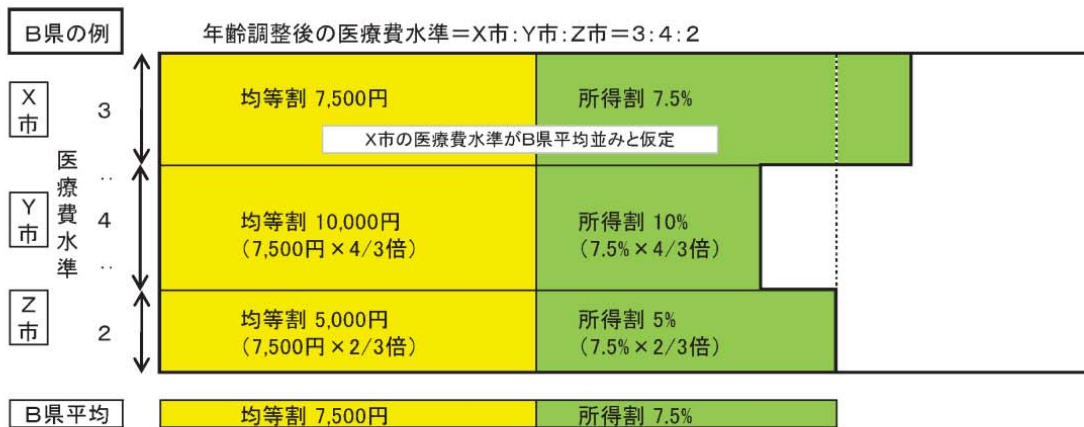 B県の例
年齢調整後の医療費水準＝X市：Y市：Z市＝3：4：2
X市
3
均等割 7,500円
所得割 7.5%
X市の医療費水準がB県平均並みと仮定
医療費水準
‥
Y市
4
均等割 10,000円
（7,500円×4/3倍）
所得割 10%
（7.5%×4/3倍）
‥
Z市
2
均等割 5,000円
（7,500円×2/3倍）
所得割 5%
（7.5%×2/3倍）
B県平均
均等割 7,500円
所得割 7.5%